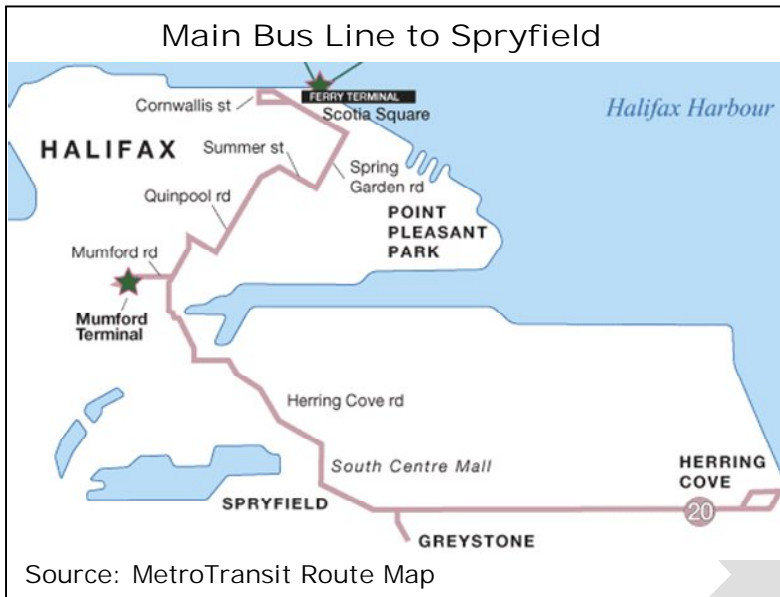 Main Bus Line to Spryfield
Cornwallis st
FERRY TERMINAL
Scotia Square
Halifax Harbour
HALIFAX
Summer st
Spring
Garden rd
Quinpool rd
POINT
PLEASANT
PARK
Mumford rd
Mumford
Terminal
Herring Cove rd
South Centre Mall
HERRING
COVE
SPRYFIELD
20
GREYSTONE
Source: MetroTransit Route Map